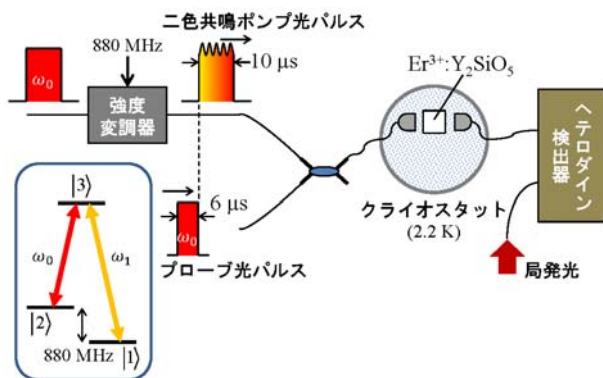 二色共鳴ポンプ光パルス
880 MHz
ω₀
10 μs
強度
変調器
Er³⁺:Y₂SiO₅
ヘテロダイン
検出器
クライオスタット
(2.2 K)
局発光
6 μs
ω₀
プローブ光パルス
|3⟩
ω₀
ω₁
|2⟩
880 MHz
|1⟩